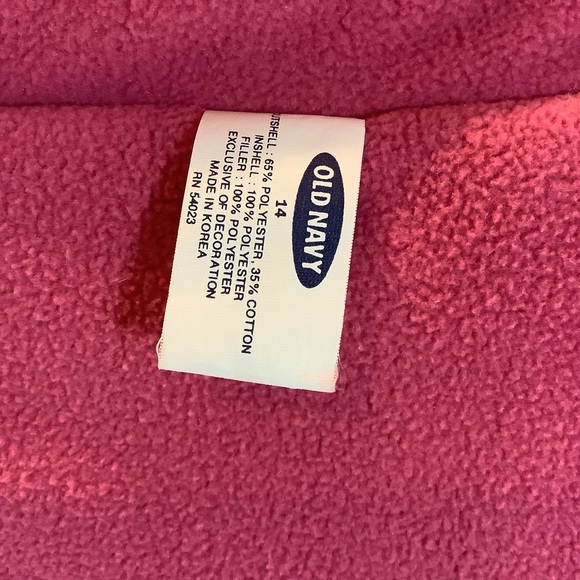 OLD NAVY
14
UTSHELL : 65% POLYESTER, 35% COTTON
INSHELL : 100% POLYESTER
FILLER : 100% POLYESTER
EXCLUSIVE OF DECORATION
MADE IN KOREA
RN 54023